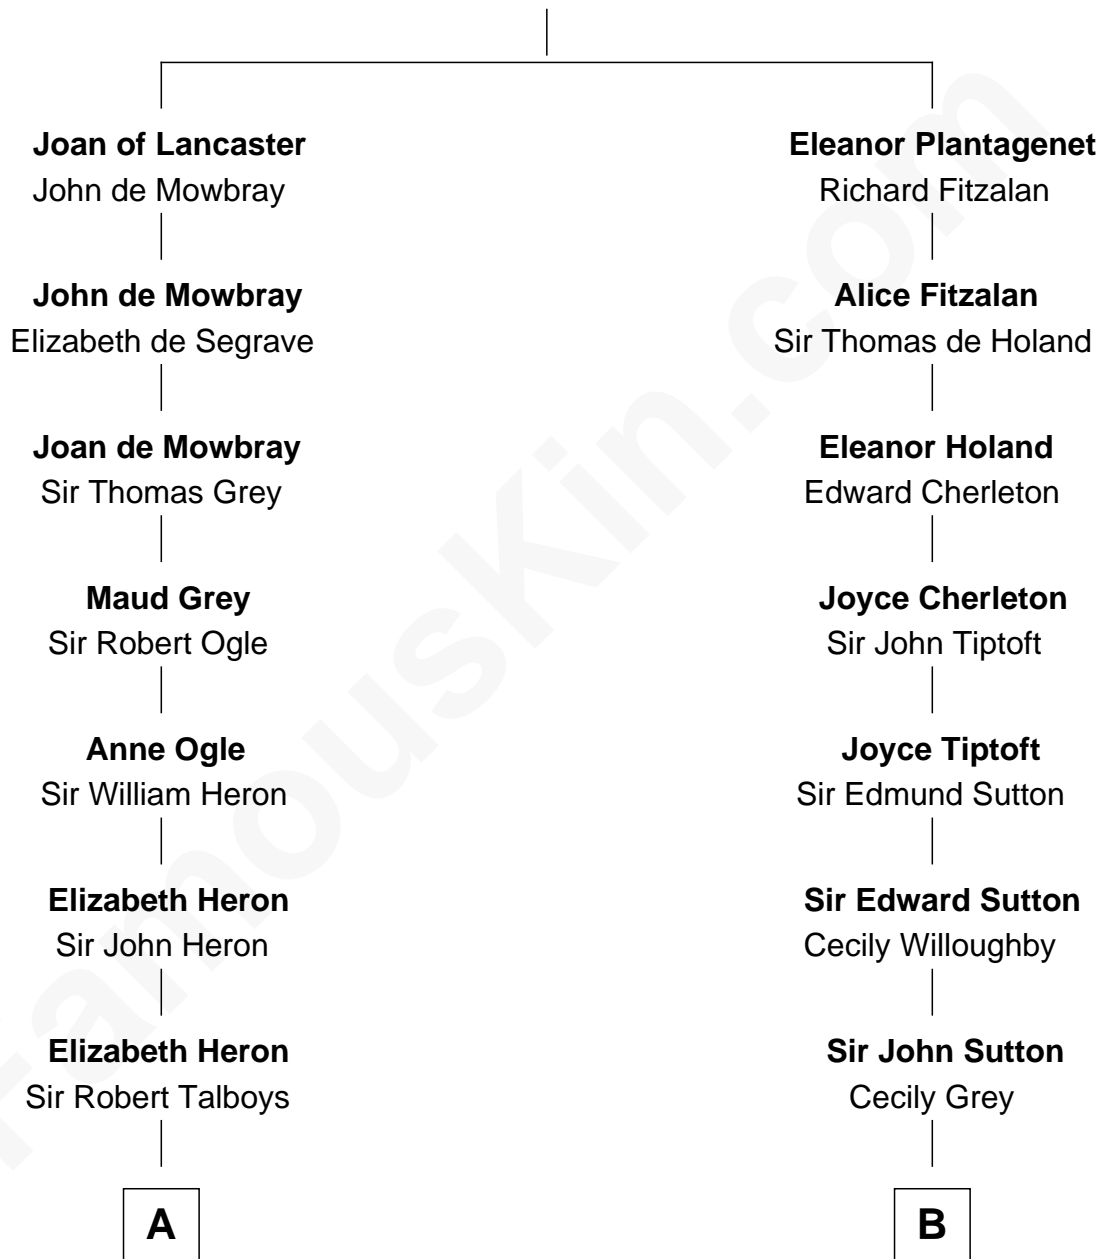 Joan of Lancaster
John de Mowbray
Eleanor Plantagenet
Richard Fitzalan
John de Mowbray
Elizabeth de Segrave
Alice Fitzalan
Sir Thomas de Holand
Joan de Mowbray
Sir Thomas Grey
Eleanor Holand
Edward Cherleton
Maud Grey
Sir Robert Ogle
Joyce Cherleton
Sir John Tiptoft
Anne Ogle
Sir William Heron
Joyce Tiptoft
Sir Edmund Sutton
Elizabeth Heron
Sir John Heron
Sir Edward Sutton
Cecily Willoughby
Elizabeth Heron
Sir Robert Talboys
Sir John Sutton
Cecily Grey
A
B
FamousKin.com